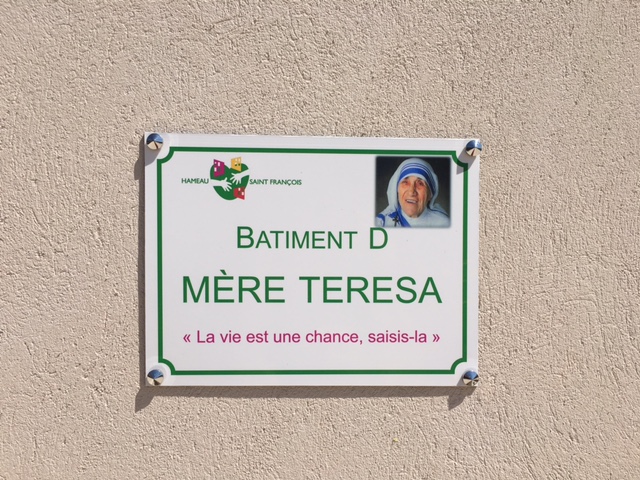 HAMEAU SAINT FRANÇOIS
BATIMENT D
MÈRE TERESA
« La vie est une chance, saisis-la »